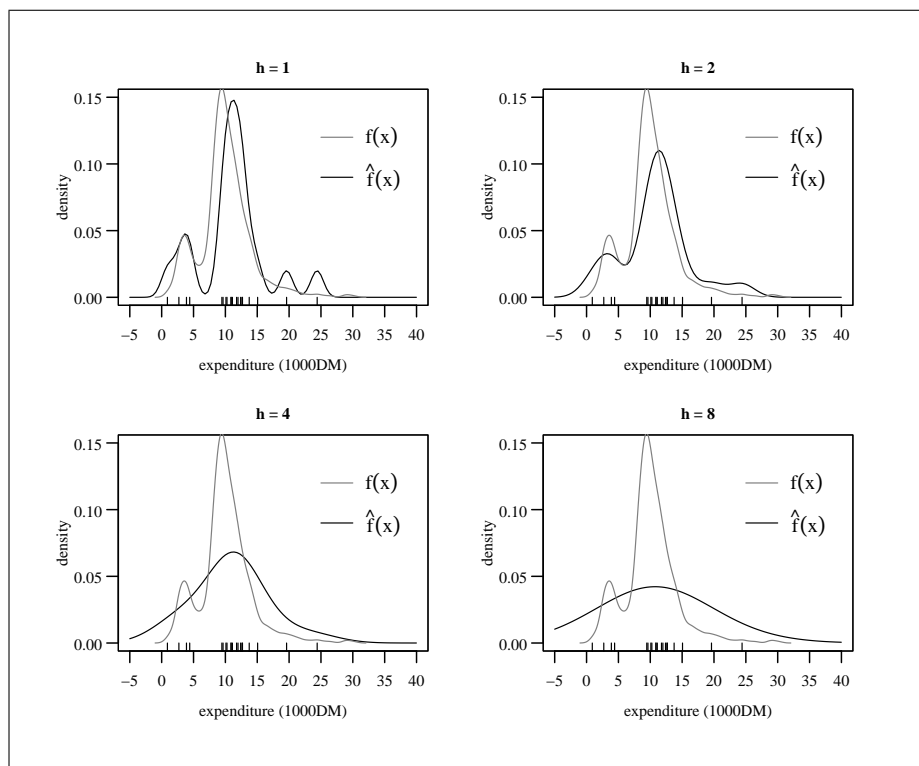 h = 1
0.15
0.10
0.05
0.00
density
f(x)
f̂(x)
−5 0 5 10 15 20 25 30 35 40
expenditure (1000DM)
h = 2
0.15
0.10
0.05
0.00
density
f(x)
f̂(x)
−5 0 5 10 15 20 25 30 35 40
expenditure (1000DM)
h = 4
0.15
0.10
0.05
0.00
density
f(x)
f̂(x)
−5 0 5 10 15 20 25 30 35 40
expenditure (1000DM)
h = 8
0.15
0.10
0.05
0.00
density
f(x)
f̂(x)
−5 0 5 10 15 20 25 30 35 40
expenditure (1000DM)